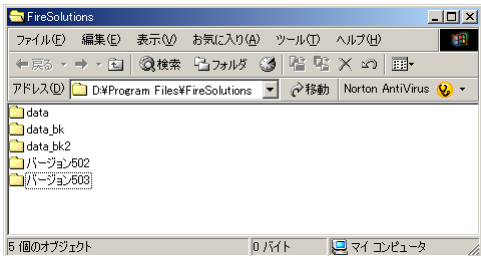 FireSolutions
ファイル(F) 編集(E) 表示(V) お気に入り(A) ツール(T) ヘルプ(H)
戻る 検索 フォルダ
アドレス(D) D:¥Program Files¥FireSolutions 移動 Norton AntiVirus
data
data_bk
data_bk2
バージョン502
バージョン503
5 個のオブジェクト 0 バイト マイ コンピュータ